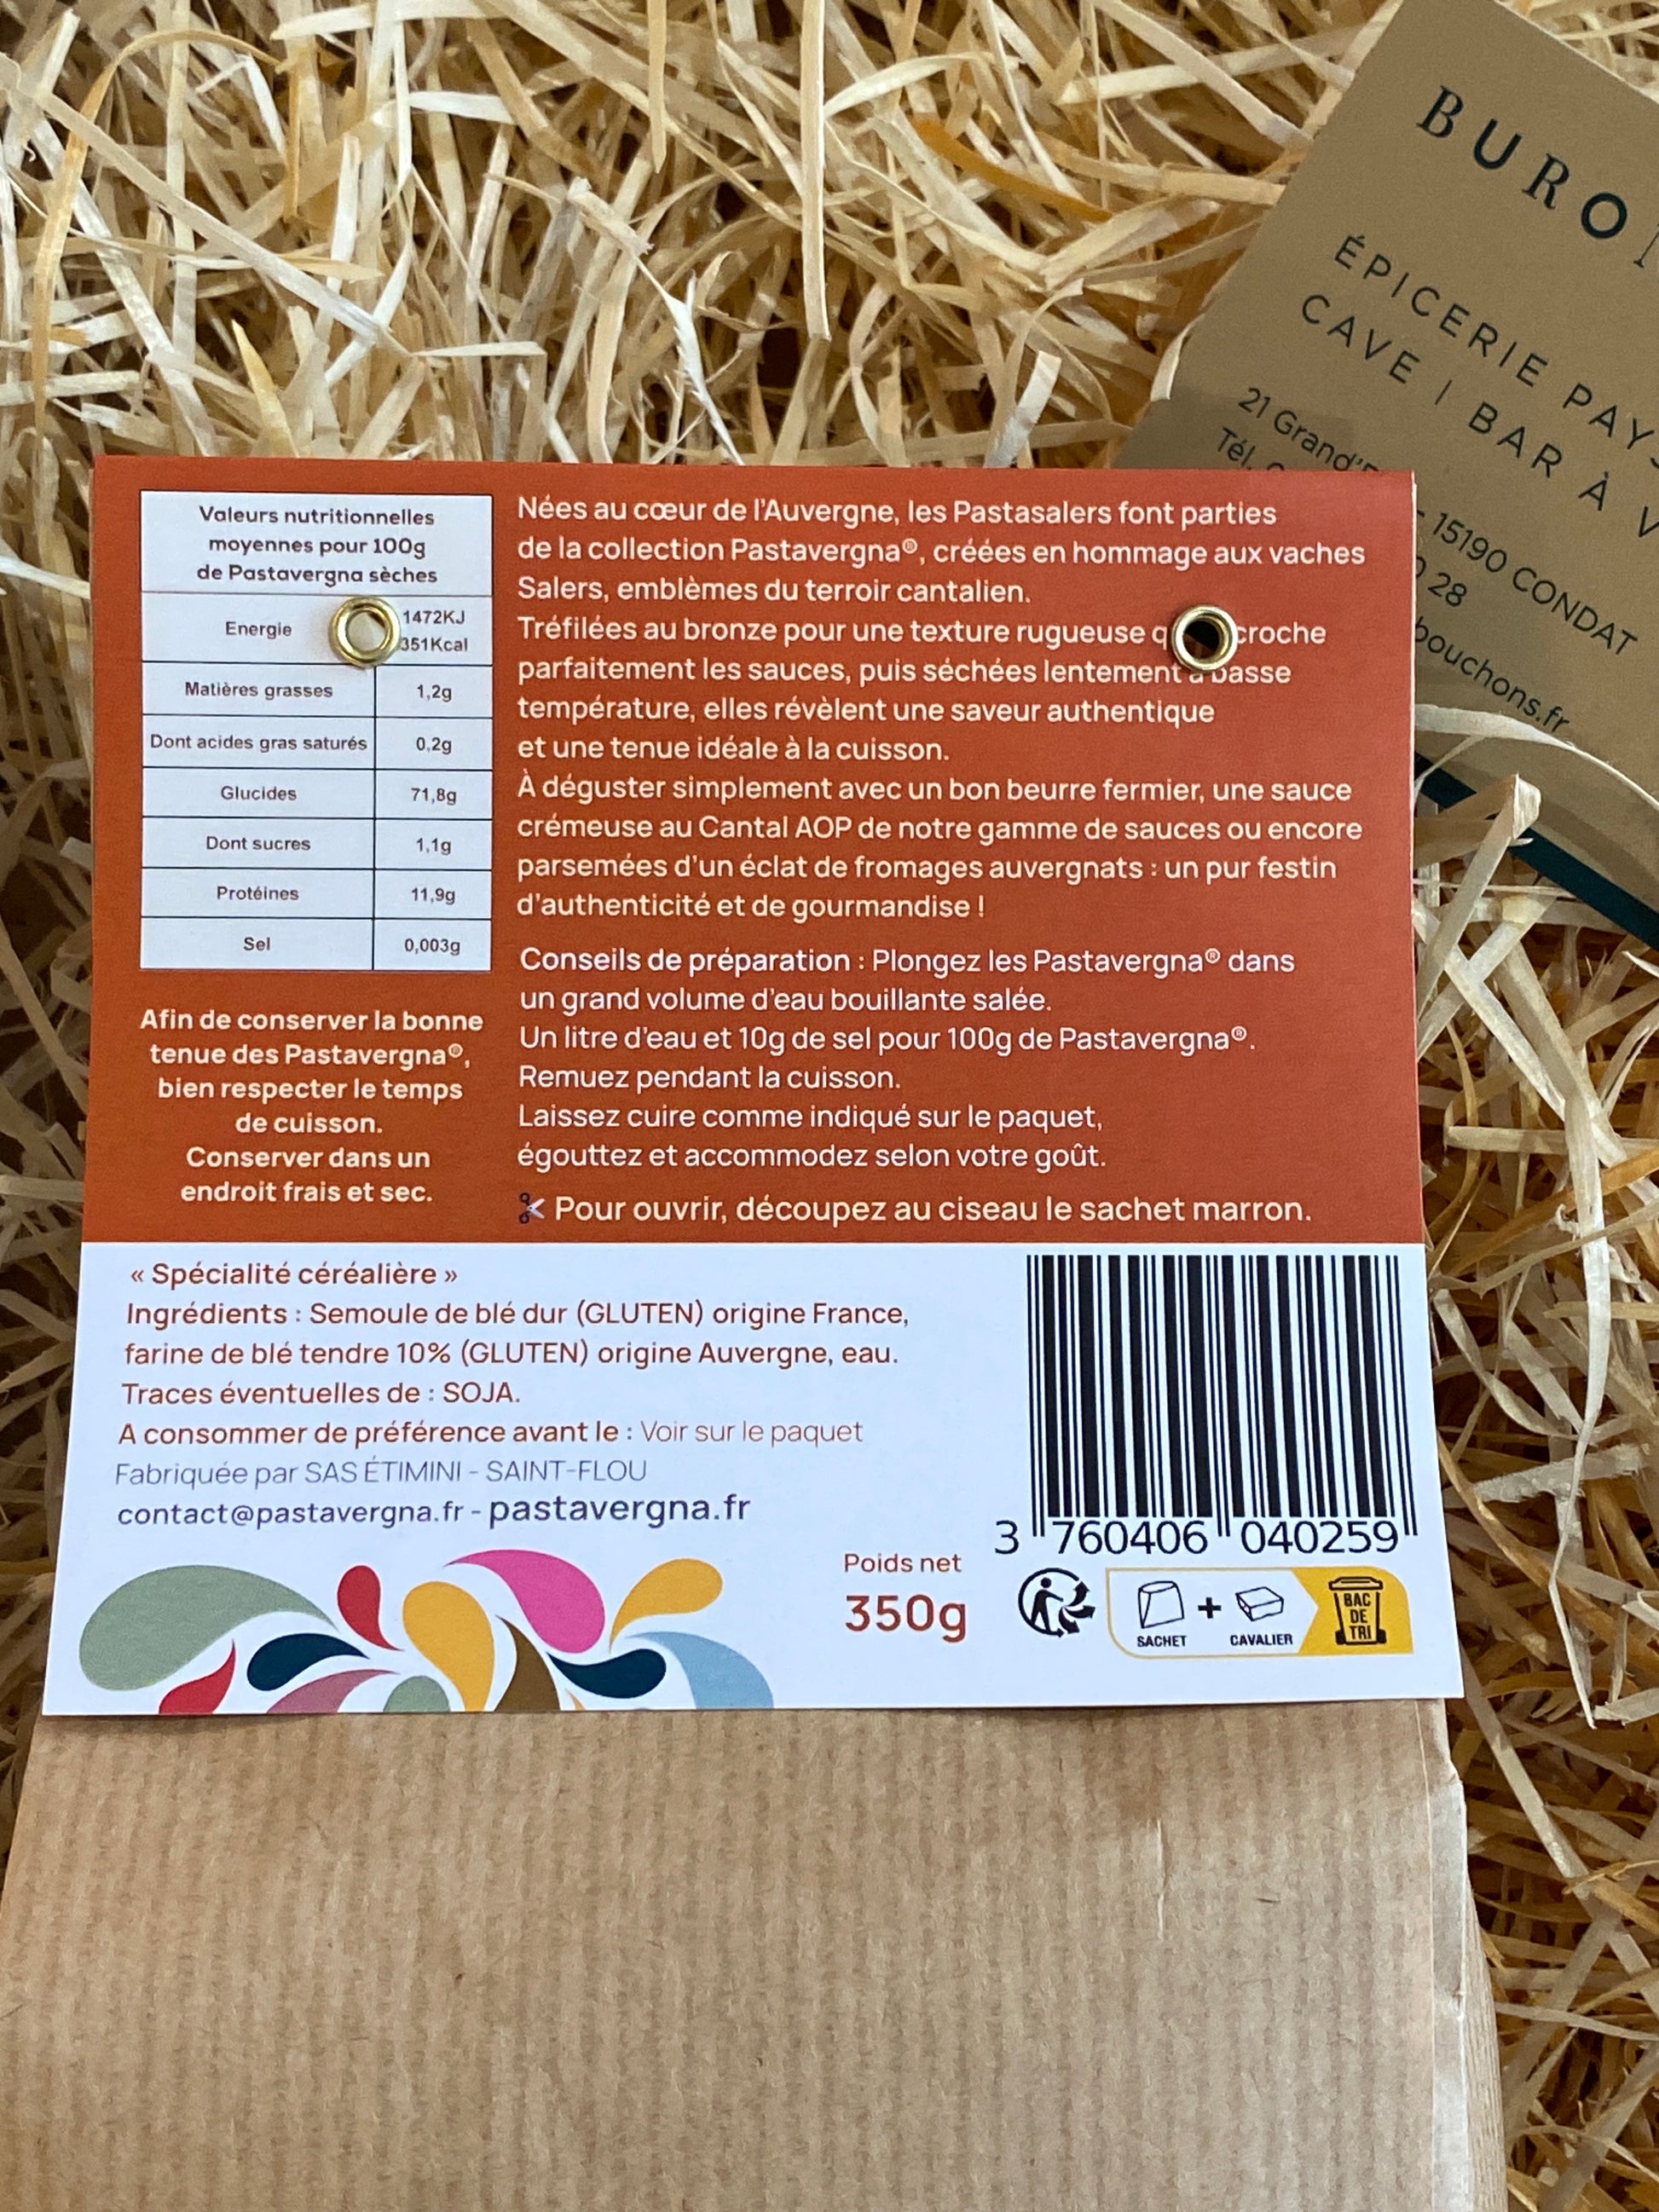 BURO
ÉPICERIE PAYS
CAVE | BAR À V
21 Grand'
Tél.
- 15190 CONDAT
28
bouchons.fr
Valeurs nutritionnelles
moyennes pour 100g
de Pastavergna sèches
Energie 1472KJ
351Kcal
Matières grasses 1,2g
Dont acides gras saturés 0,2g
Glucides 71,8g
Dont sucres 1,1g
Protéines 11,9g
Sel 0,003g
Afin de conserver la bonne
tenue des Pastavergna®,
bien respecter le temps
de cuisson.
Conserver dans un
endroit frais et sec.
Nées au cœur de l'Auvergne, les Pastasalers font parties
de la collection Pastavergna®, créées en hommage aux vaches
Salers, emblèmes du terroir cantalien.
Tréfilées au bronze pour une texture rugueuse q croche
parfaitement les sauces, puis séchées lentement à basse
température, elles révèlent une saveur authentique
et une tenue idéale à la cuisson.
À déguster simplement avec un bon beurre fermier, une sauce
crémeuse au Cantal AOP de notre gamme de sauces ou encore
parsemées d'un éclat de fromages auvergnats : un pur festin
d'authenticité et de gourmandise !
Conseils de préparation : Plongez les Pastavergna® dans
un grand volume d'eau bouillante salée.
Un litre d'eau et 10g de sel pour 100g de Pastavergna®.
Remuez pendant la cuisson.
Laissez cuire comme indiqué sur le paquet,
égouttez et accommodez selon votre goût.
Pour ouvrir, découpez au ciseau le sachet marron.
« Spécialité céréalière »
Ingrédients : Semoule de blé dur (GLUTEN) origine France,
farine de blé tendre 10% (GLUTEN) origine Auvergne, eau.
Traces éventuelles de : SOJA.
A consommer de préférence avant le : Voir sur le paquet
Fabriquée par SAS ÉTIMINI - SAINT-FLOU
contact@pastavergna.fr - pastavergna.fr
3 760406 040259
Poids net
350g
SACHET + CAVALIER
BAC
DE
TRI